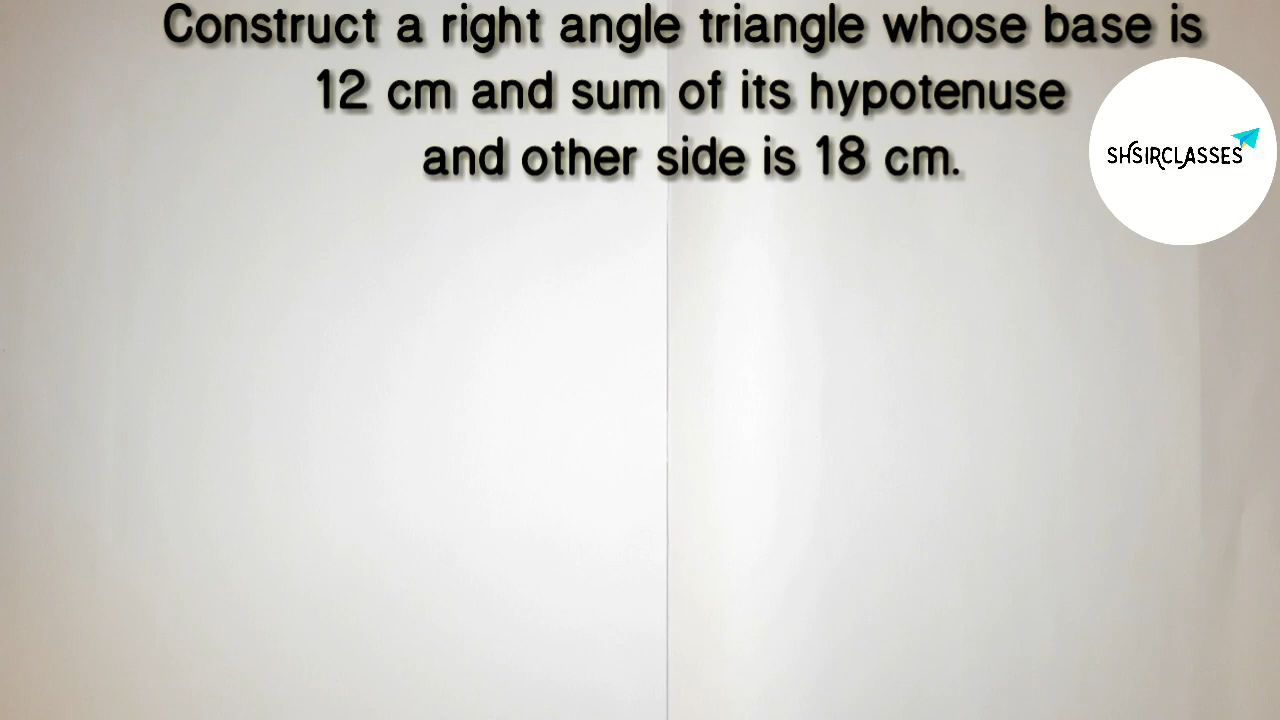 Construct a right angle triangle whose base is
12 cm and sum of its hypotenuse
and other side is 18 cm.
SHSIRCLASSES